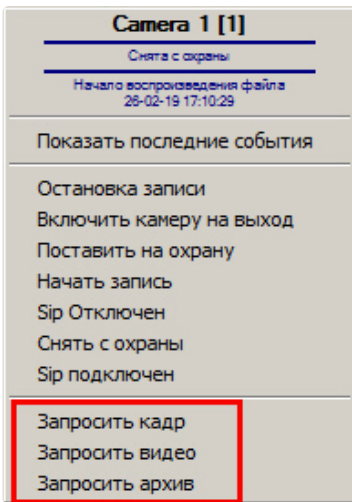 Camera 1 [1]
Снята с охраны
Начало воспроизведения файла
26-02-19 17:10:29
Показать последние события
Остановка записи
Включить камеру на выход
Поставить на охрану
Начать запись
Sip Отключен
Снять с охраны
Sip подключен
Запросить кадр
Запросить видео
Запросить архив